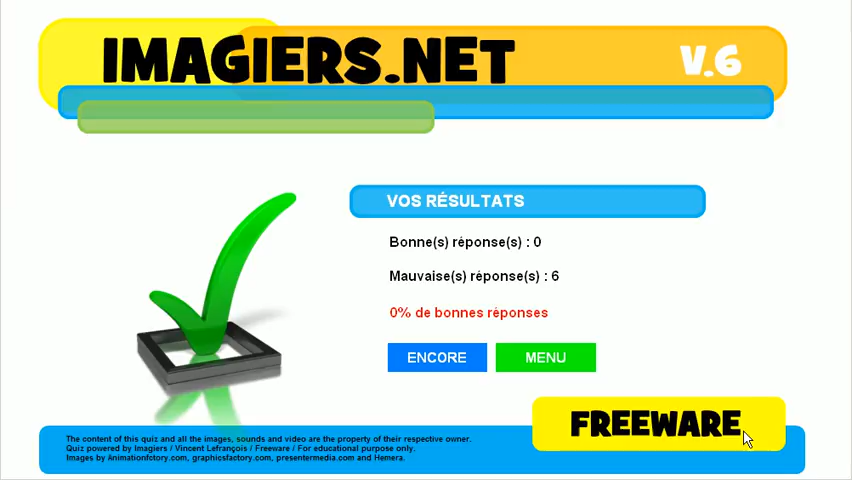 IMAGIERS.NET
V.6
VOS RÉSULTATS
Bonne(s) réponse(s) : 0
Mauvaise(s) réponse(s) : 6
0% de bonnes réponses
ENCORE
MENU
FREEWARE
The content of this quiz and all the images, sounds and video are the property of their respective owner.
Quiz powered by Imagiers / Vincent Lefrançois / Freeware / For educational purpose only.
Images by Animationfctory.com, graphicsfactory.com, presentermedia.com and Hemera.